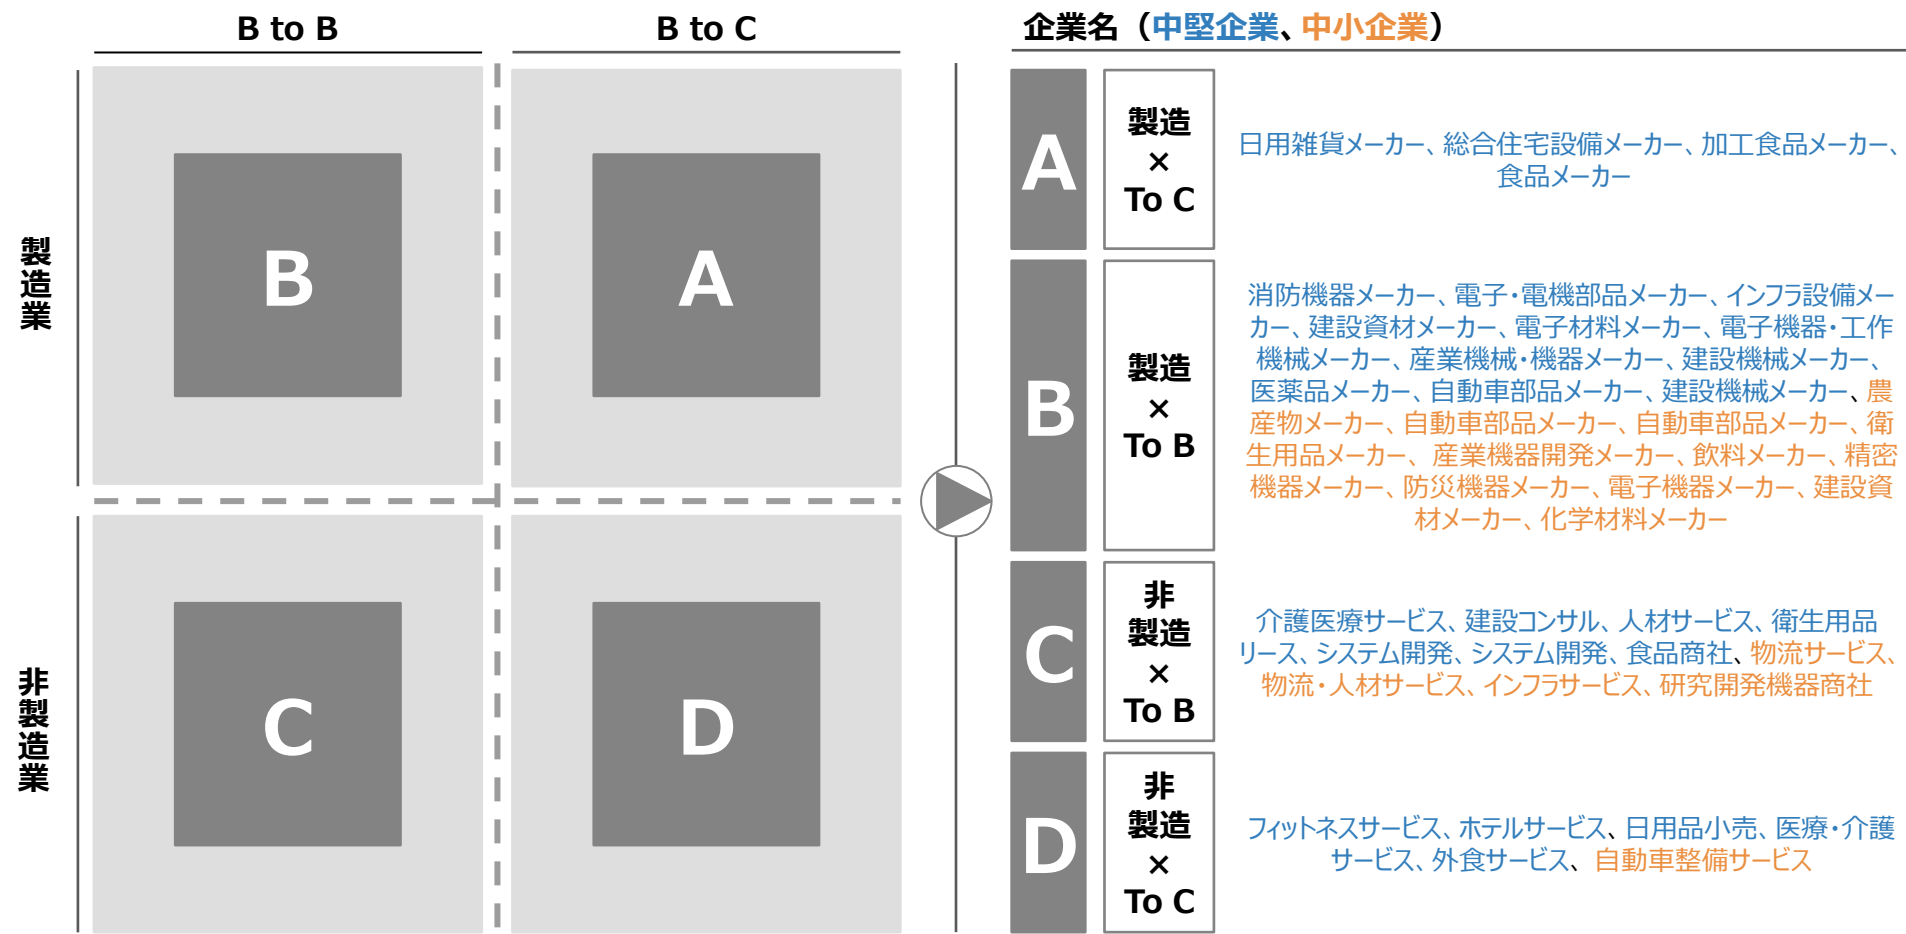 B to B
B to C
製造業
非製造業
B
A
C
D
企業名（中堅企業、中小企業）
A
製造
×
To C
日用雑貨メーカー、総合住宅設備メーカー、加工食品メーカー、
食品メーカー
B
製造
×
To B
消防機器メーカー、電子・電機部品メーカー、インフラ設備メー
カー、建設資材メーカー、電子材料メーカー、電子機器・工作
機械メーカー、産業機械・機器メーカー、建設機械メーカー、
医薬品メーカー、自動車部品メーカー、建設機械メーカー、農
産物メーカー、自動車部品メーカー、自動車部品メーカー、衛
生用品メーカー、産業機器開発メーカー、飲料メーカー、精密
機器メーカー、防災機器メーカー、電子機器メーカー、建設資
材メーカー、化学材料メーカー
C
非
製造
×
To B
介護医療サービス、建設コンサル、人材サービス、衛生用品
リース、システム開発、システム開発、食品商社、物流サービス、
物流・人材サービス、インフラサービス、研究開発機器商社
D
非
製造
×
To C
フィットネスサービス、ホテルサービス、日用品小売、医療・介護
サービス、外食サービス、自動車整備サービス